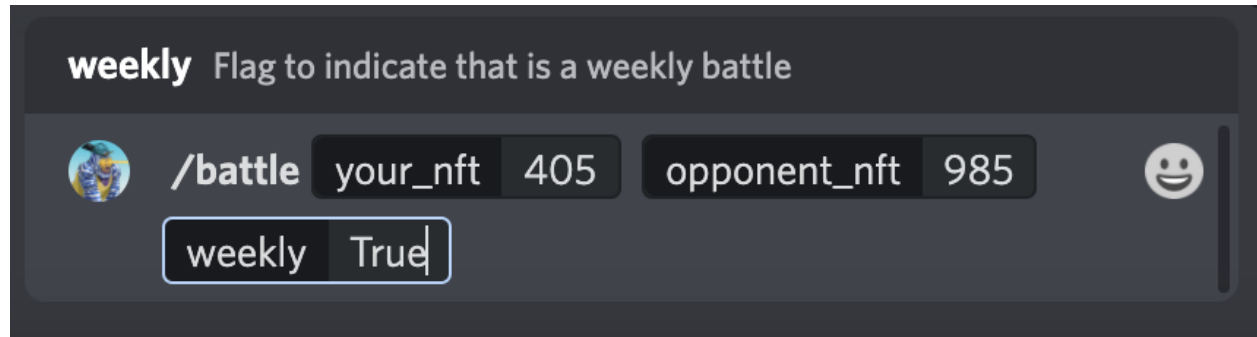 weekly Flag to indicate that is a weekly battle
/battle your_nft 405 opponent_nft 985
weekly True